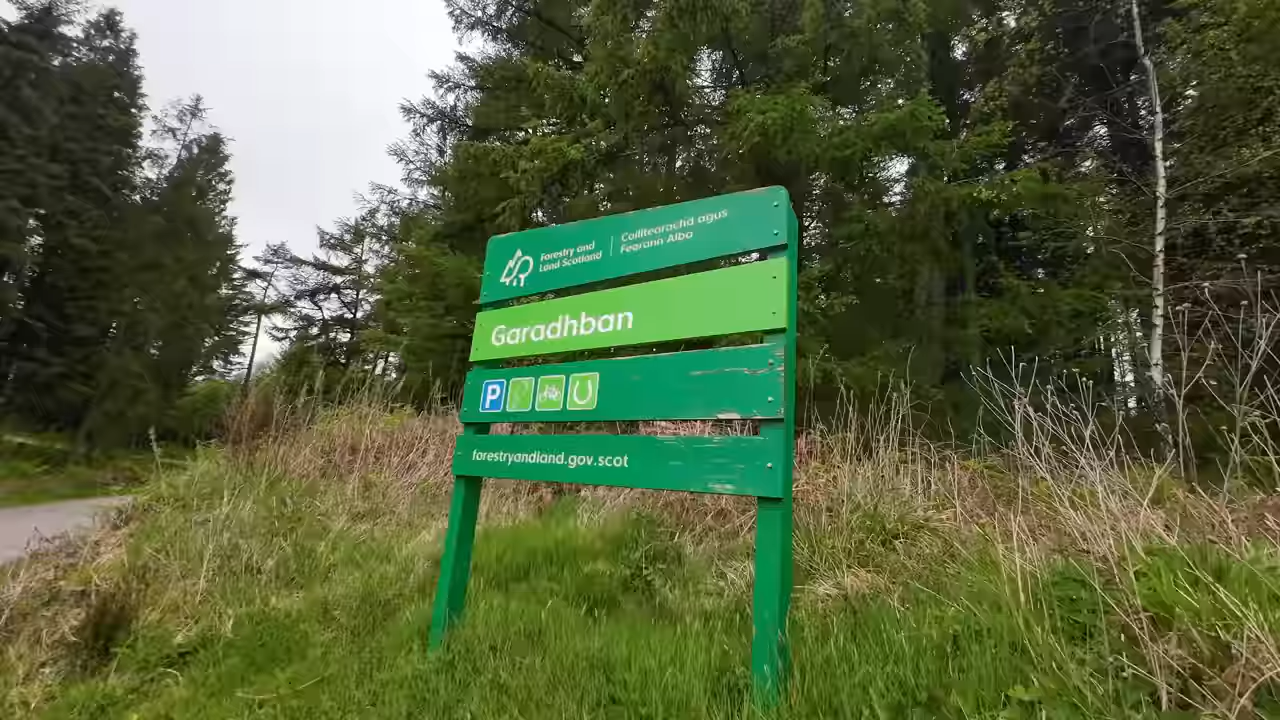 Forestry and
Land Scotland
Coilltearachd agus
Fearann Alba
Garadhban
P
forestryandland.gov.scot